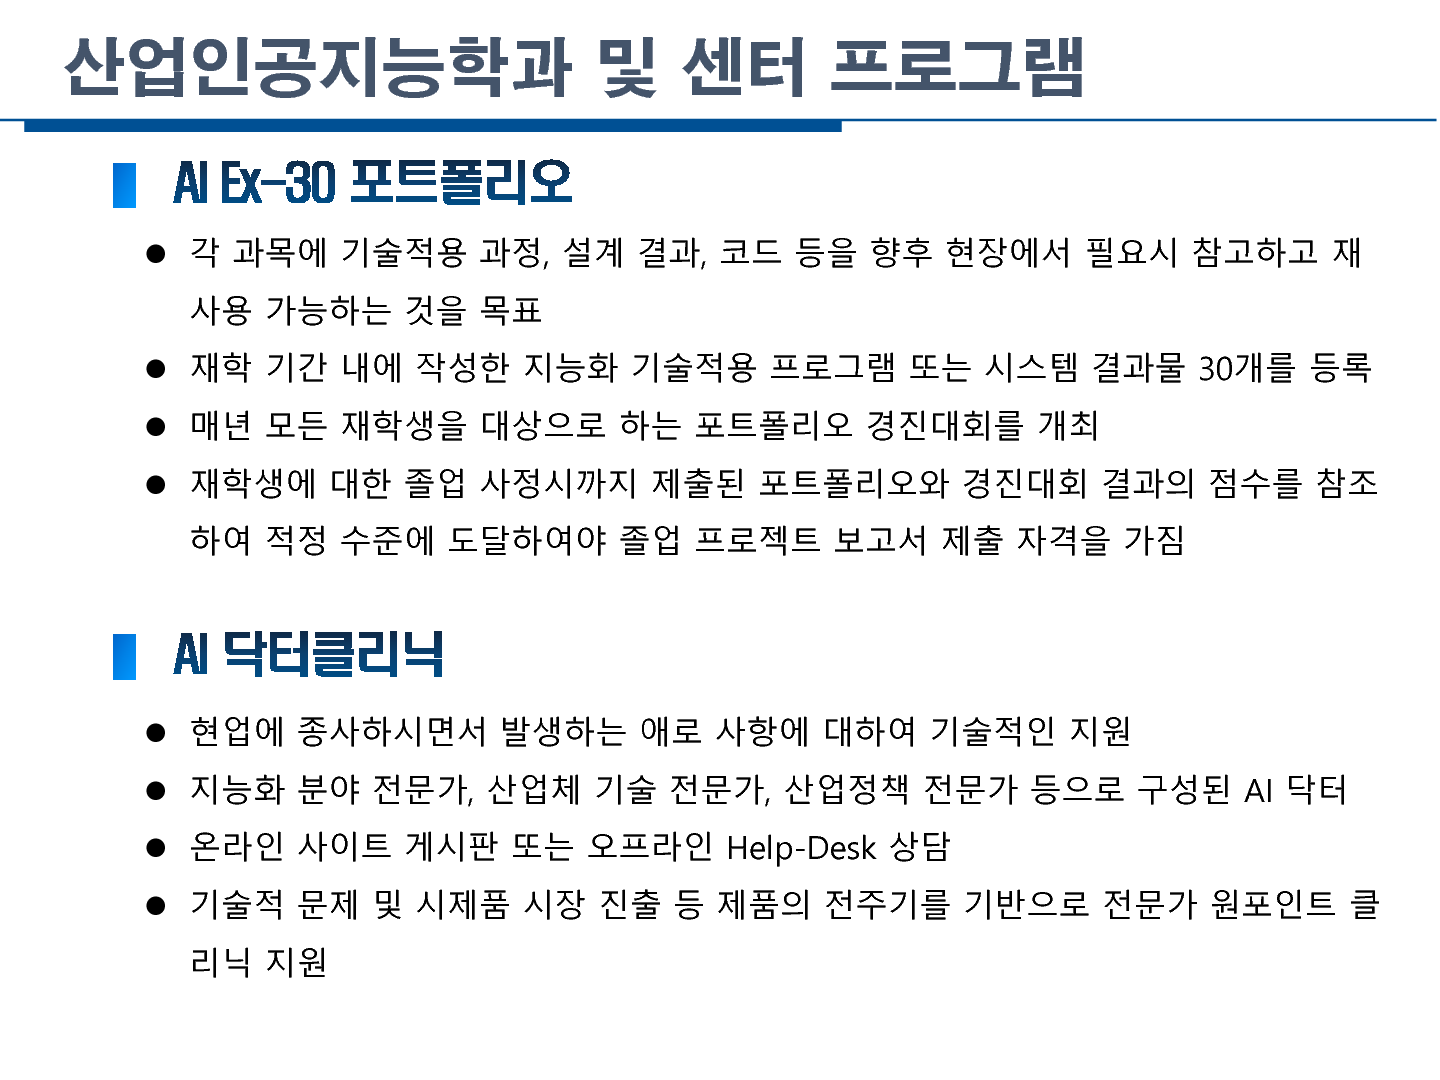 산업인공지능학과 및 센터 프로그램
AI Ex-30 포트폴리오
● 각 과목에 기술적용 과정, 설계 결과, 코드 등을 향후 현장에서 필요시 참고하고 재
사용 가능하는 것을 목표
● 재학 기간 내에 작성한 지능화 기술적용 프로그램 또는 시스템 결과물 30개를 등록
● 매년 모든 재학생을 대상으로 하는 포트폴리오 경진대회를 개최
● 재학생에 대한 졸업 사정시까지 제출된 포트폴리오와 경진대회 결과의 점수를 참조
하여 적정 수준에 도달하여야 졸업 프로젝트 보고서 제출 자격을 가짐
AI 닥터클리닉
● 현업에 종사하시면서 발생하는 애로 사항에 대하여 기술적인 지원
● 지능화 분야 전문가, 산업체 기술 전문가, 산업정책 전문가 등으로 구성된 AI 닥터
● 온라인 사이트 게시판 또는 오프라인 Help-Desk 상담
● 기술적 문제 및 시제품 시장 진출 등 제품의 전주기를 기반으로 전문가 원포인트 클
리닉 지원